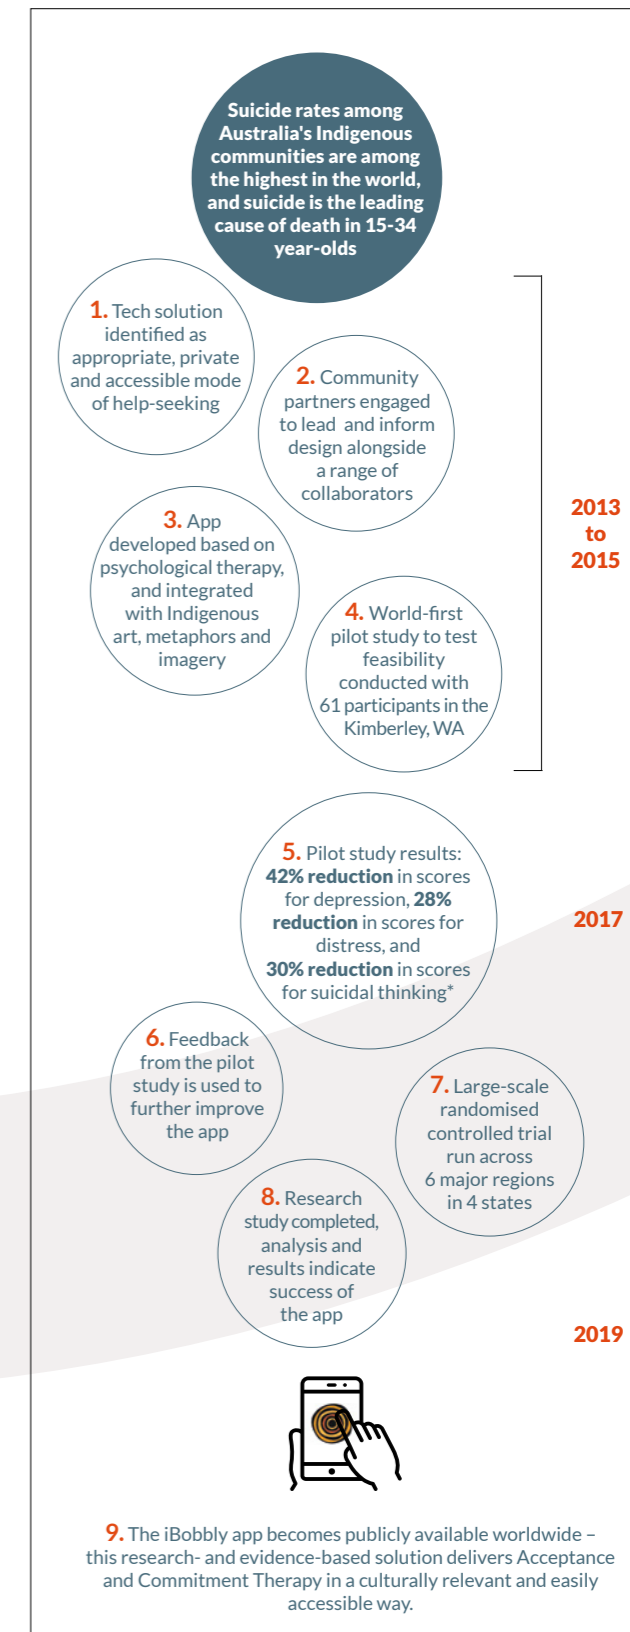 Suicide rates among
Australia's Indigenous
communities are among
the highest in the world,
and suicide is the leading
cause of death in 15-34
year-olds
1. Tech solution
identified as
appropriate, private
and accessible mode
of help-seeking
2. Community
partners engaged
to lead and inform
design alongside
a range of
collaborators
3. App
developed based on
psychological therapy,
and integrated
with Indigenous
art, metaphors and
imagery
4. World-first
pilot study to test
feasibility
conducted with
61 participants in the
Kimberley, WA
2013
to
2015
5. Pilot study results:
42% reduction in scores
for depression, 28%
reduction in scores for
distress, and
30% reduction in scores
for suicidal thinking*
2017
6. Feedback
from the pilot
study is used to
further improve
the app
7. Large-scale
randomised
controlled trial
run across
6 major regions
in 4 states
8. Research
study completed,
analysis and
results indicate
success of
the app
2019
9. The iBobbly app becomes publicly available worldwide –
this research- and evidence-based solution delivers Acceptance
and Commitment Therapy in a culturally relevant and easily
accessible way.